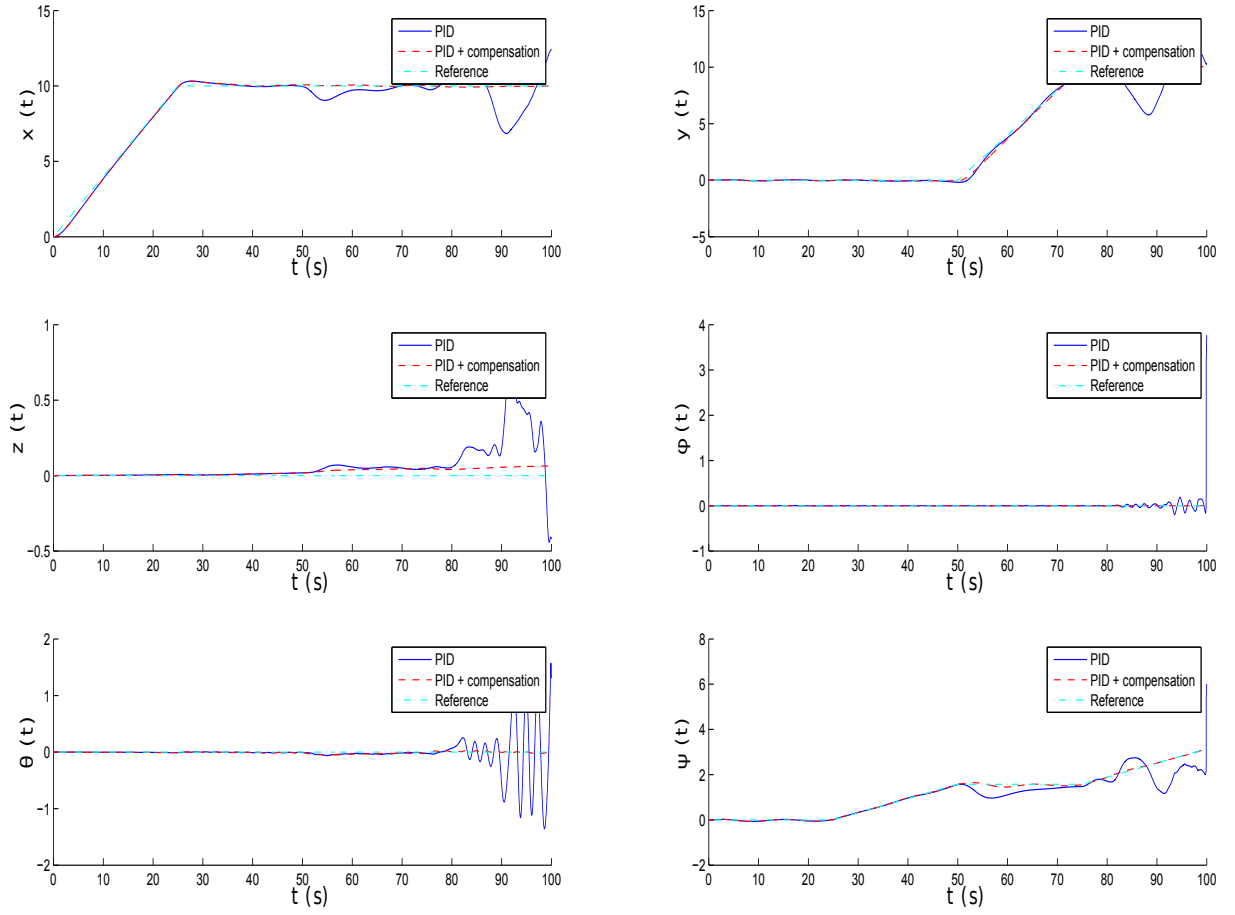 15
10
5
0
x (t)
0 10 20 30 40 50 60 70 80 90 100
t (s)
PID
PID + compensation
Reference
15
10
5
0
−5
y (t)
0 10 20 30 40 50 60 70 80 90 100
t (s)
PID
PID + compensation
Reference
1
0.5
0
−0.5
z (t)
0 10 20 30 40 50 60 70 80 90 100
t (s)
PID
PID + compensation
Reference
4
3
2
1
0
−1
φ (t)
0 10 20 30 40 50 60 70 80 90 100
t (s)
PID
PID + compensation
Reference
2
1
0
−1
−2
θ (t)
0 10 20 30 40 50 60 70 80 90 100
t (s)
PID
PID + compensation
Reference
8
6
4
2
0
−2
ψ (t)
0 10 20 30 40 50 60 70 80 90 100
t (s)
PID
PID + compensation
Reference